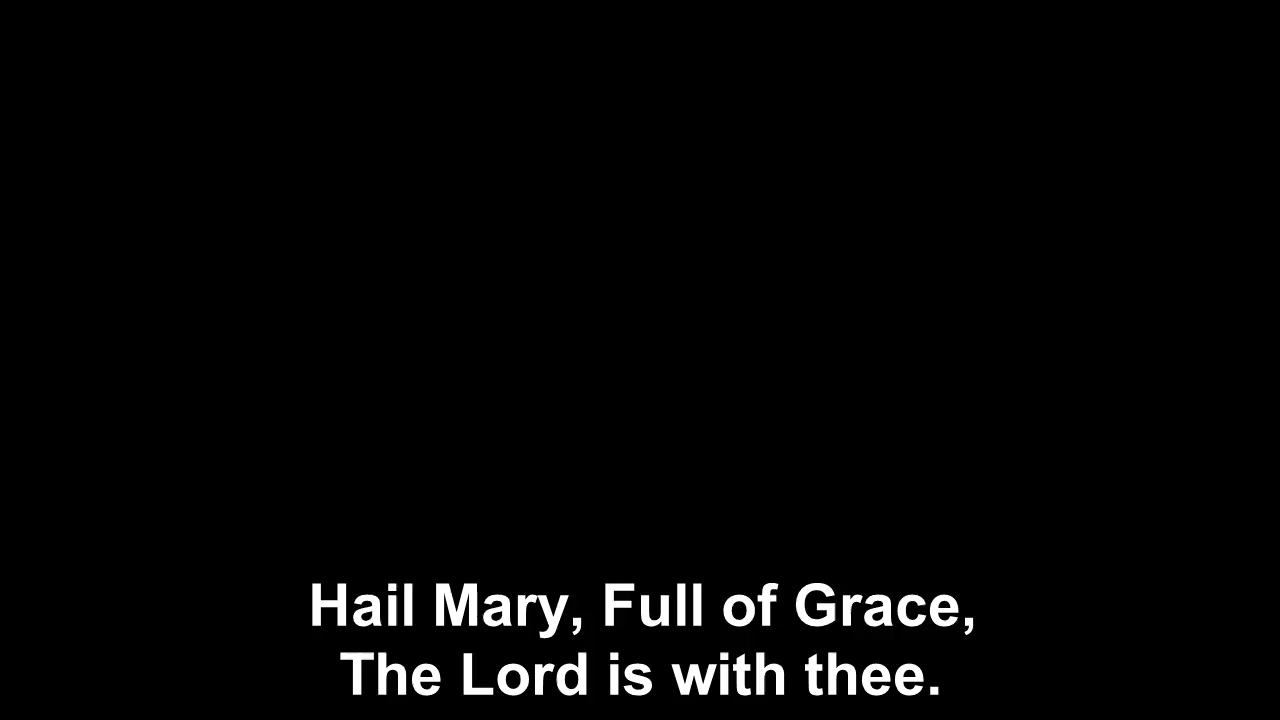 Hail Mary, Full of Grace,
The Lord is with thee.